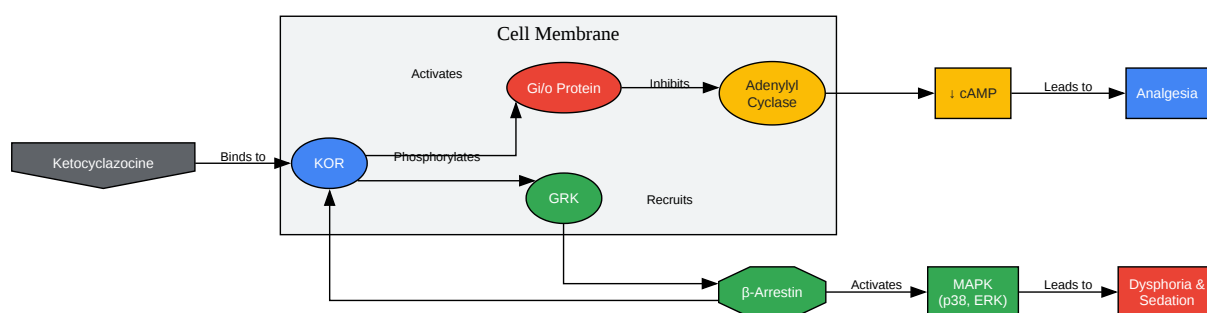 Cell Membrane
Activates
Gi/o Protein
Inhibits
Adenylyl
Cyclase
↓ cAMP
Leads to
Analgesia
Ketocyclazocine
Binds to
KOR
Phosphorylates
GRK
Recruits
β-Arrestin
Activates
MAPK
(p38, ERK)
Leads to
Dysphoria &
Sedation